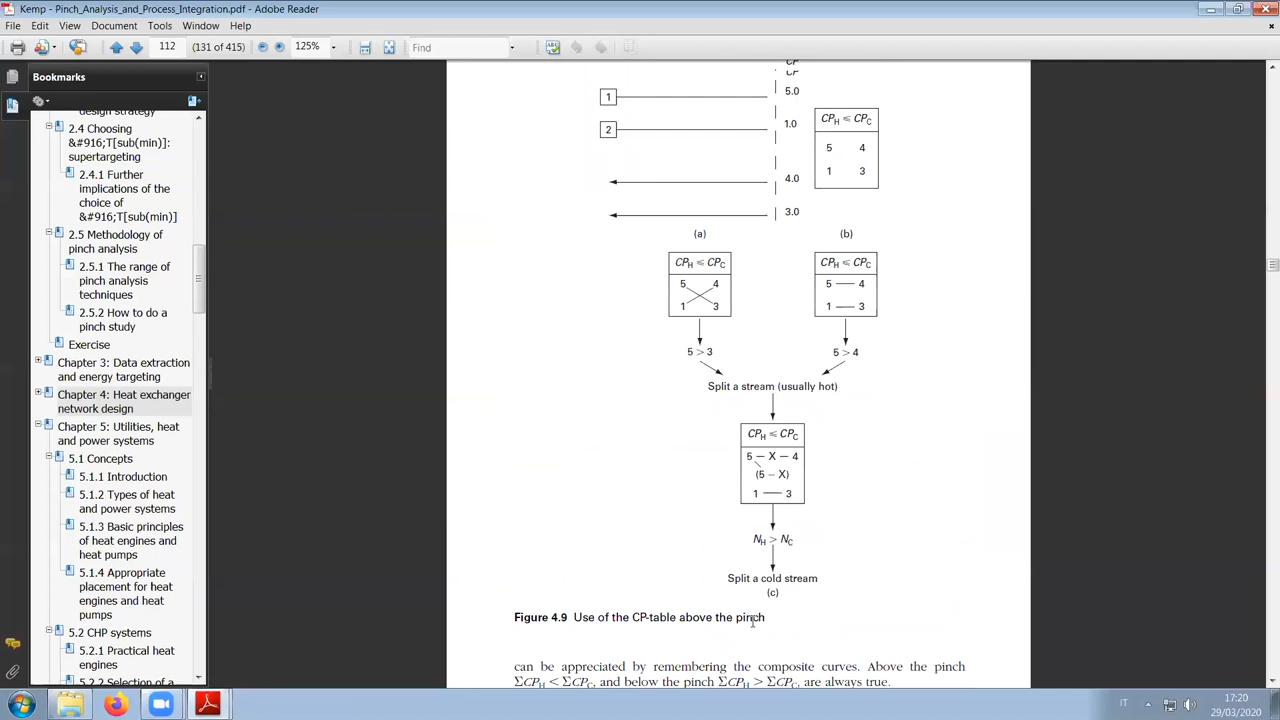 Kemp - Pinch_Analysis_and_Process_Integration.pdf - Adobe Reader
File Edit View Document Tools Window Help
112 (131 of 415) 125% Find
Bookmarks
design strategy
2.4 Choosing
&#916;T[sub(min)]:
supertargeting
2.4.1 Further
implications of the
choice of
&#916;T[sub(min)]
2.5 Methodology of
pinch analysis
2.5.1 The range of
pinch analysis
techniques
2.5.2 How to do a
pinch study
Exercise
Chapter 3: Data extraction
and energy targeting
Chapter 4: Heat exchanger
network design
Chapter 5: Utilities, heat
and power systems
5.1 Concepts
5.1.1 Introduction
5.1.2 Types of heat
and power systems
5.1.3 Basic principles
of heat engines and
heat pumps
5.1.4 Appropriate
placement for heat
engines and heat
pumps
5.2 CHP systems
5.2.1 Practical heat
engines
5.2.2 Selection of a
CP
CP
1 5.0
2 1.0
4.0
3.0
(a)
CPH ≤ CPC
5 4
1 3
(b)
CPH ≤ CPC
5 4
1 3
5 > 3
CPH ≤ CPC
5 — 4
1 — 3
5 > 4
Split a stream (usually hot)
CPH ≤ CPC
5 – X – 4
(5 – X)
1 — 3
NH > NC
Split a cold stream
(c)
Figure 4.9 Use of the CP-table above the pinch
can be appreciated by remembering the composite curves. Above the pinch
ΣCPH < ΣCPC, and below the pinch ΣCPH > ΣCPC, are always true.
IT
17:20
29/03/2020